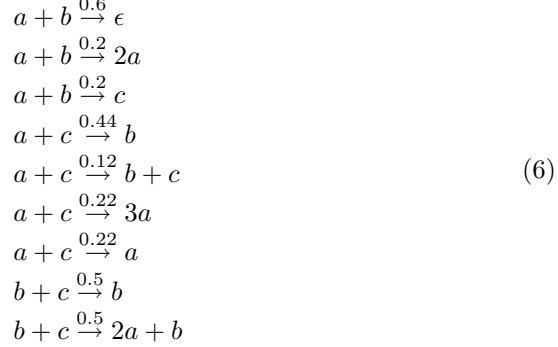 a + b →^{0.6} ϵ
a + b →^{0.2} 2a
a + b →^{0.2} c
a + c →^{0.44} b
a + c →^{0.12} b + c
(6)
a + c →^{0.22} 3a
a + c →^{0.22} a
b + c →^{0.5} b
b + c →^{0.5} 2a + b